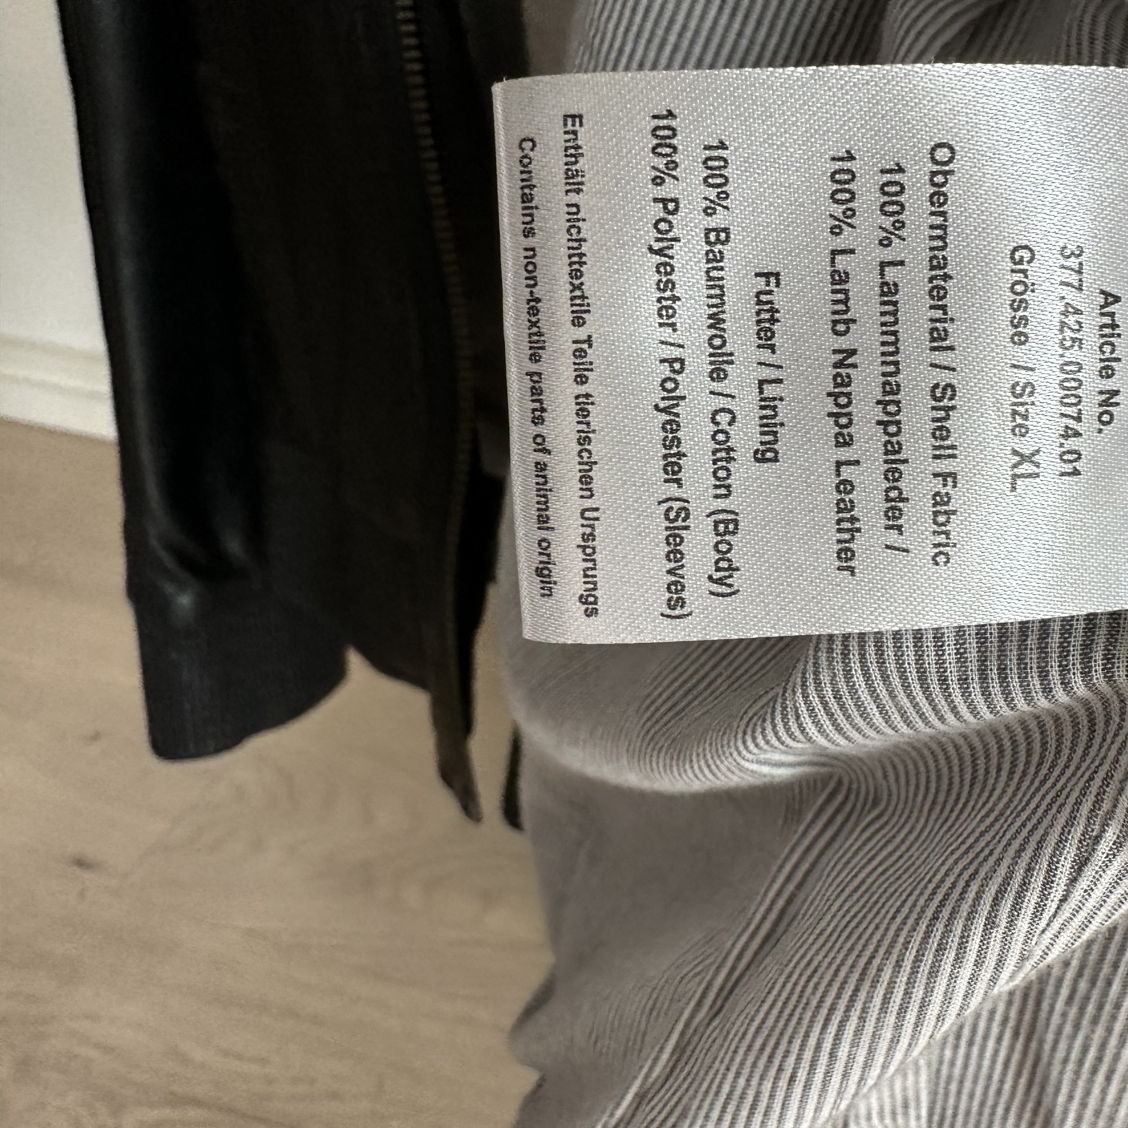 Article No.
377.425.00074.01
Grösse / Size XL
Obermaterial / Shell Fabric
100% Lammnappaleder /
100% Lamb Nappa Leather
Futter / Lining
100% Baumwolle / Cotton (Body)
100% Polyester / Polyester (Sleeves)
Enthält nichttextile Teile tierischen Ursprungs
Contains non-textile parts of animal origin